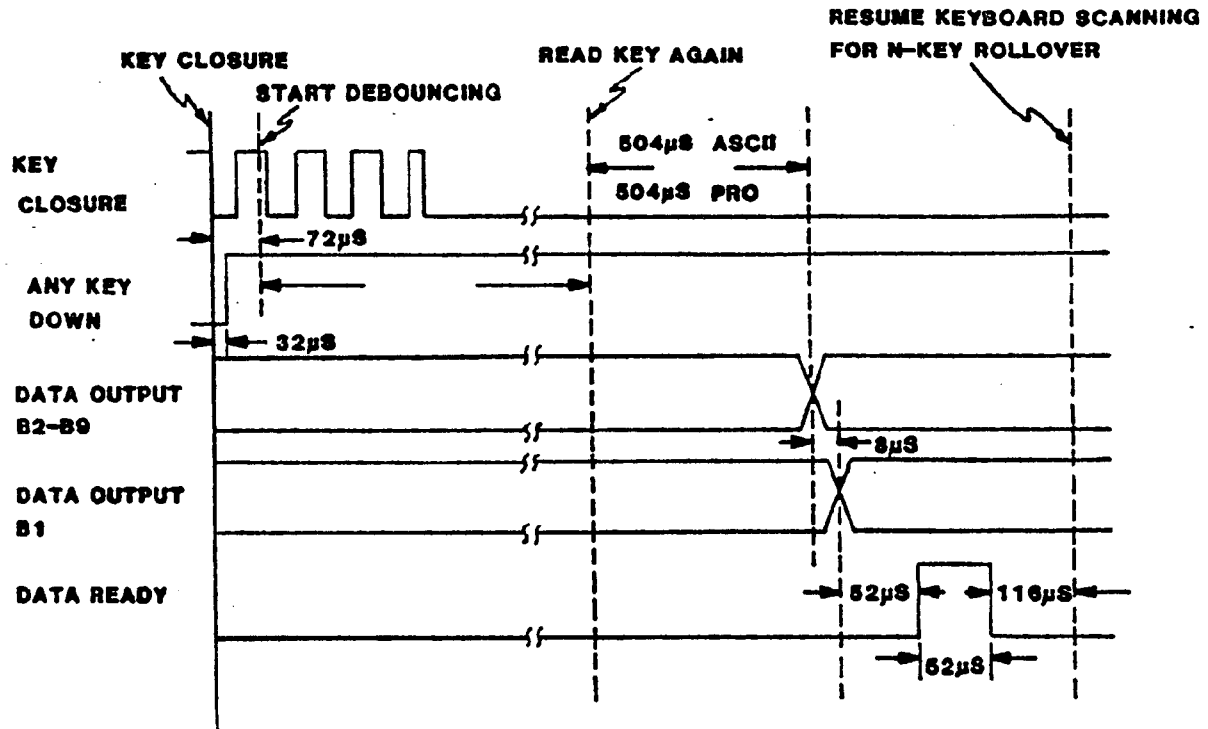 RESUME KEYBOARD SCANNING
FOR N-KEY ROLLOVER
KEY CLOSURE
READ KEY AGAIN
START DEBOUNCING
504µS ASCII
504µS PRO
KEY
CLOSURE
72µS
ANY KEY
DOWN
32µS
DATA OUTPUT
B2-B9
8µS
DATA OUTPUT
B1
DATA READY
52µS
116µS
52µS